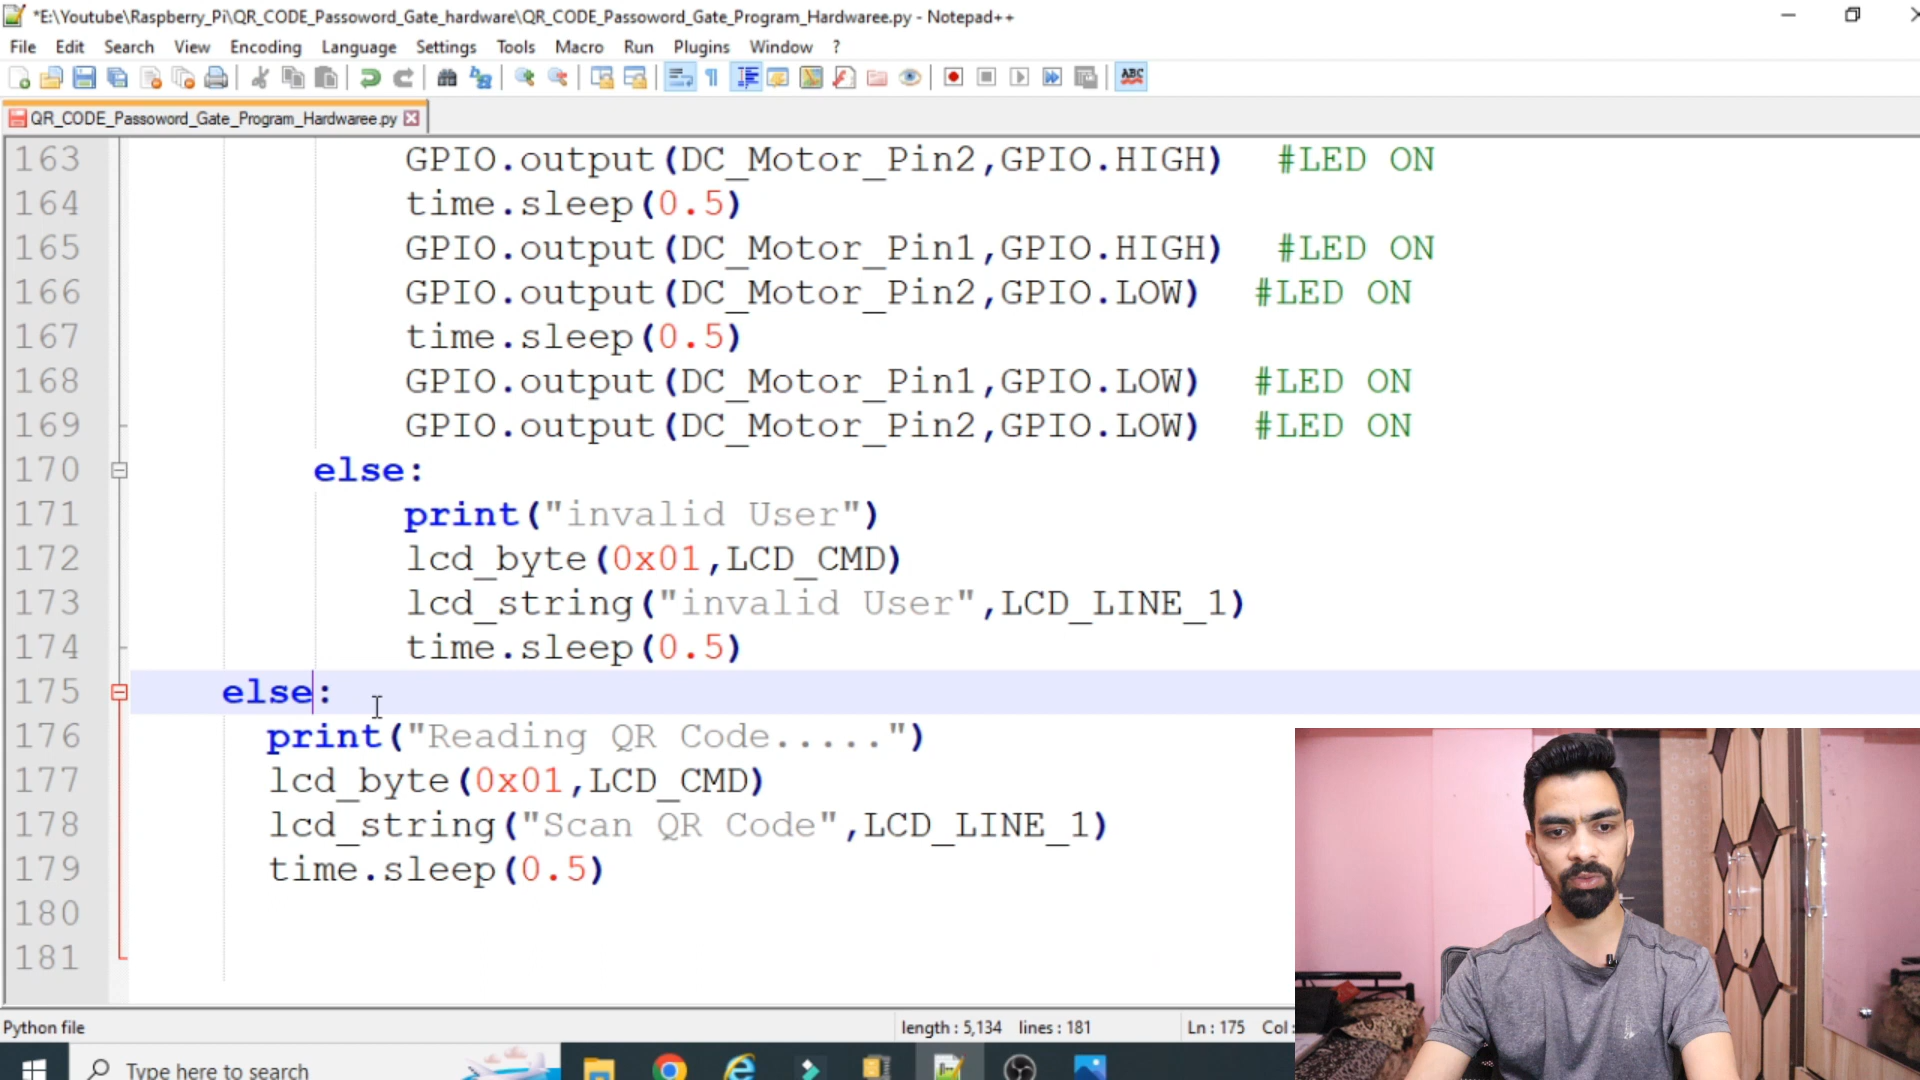 *E:\Youtube\Raspberry_Pi\QR_CODE_Passoword_Gate_hardware\QR_CODE_Passoword_Gate_Program_Hardwaree.py - Notepad++
File Edit Search View Encoding Language Settings Tools Macro Run Plugins Window ?
ABC
QR_CODE_Passoword_Gate_Program_Hardwaree.py
163 GPIO.output(DC_Motor_Pin2,GPIO.HIGH) #LED ON
164 time.sleep(0.5)
165 GPIO.output(DC_Motor_Pin1,GPIO.HIGH) #LED ON
166 GPIO.output(DC_Motor_Pin2,GPIO.LOW) #LED ON
167 time.sleep(0.5)
168 GPIO.output(DC_Motor_Pin1,GPIO.LOW) #LED ON
169 GPIO.output(DC_Motor_Pin2,GPIO.LOW) #LED ON
170 else:
171 print("invalid User")
172 lcd_byte(0x01,LCD_CMD)
173 lcd_string("invalid User",LCD_LINE_1)
174 time.sleep(0.5)
175 else:
176 print("Reading QR Code.....")
177 lcd_byte(0x01,LCD_CMD)
178 lcd_string("Scan QR Code",LCD_LINE_1)
179 time.sleep(0.5)
180
181
Python file length : 5,134 lines : 181 Ln : 175 Col :
Type here to search